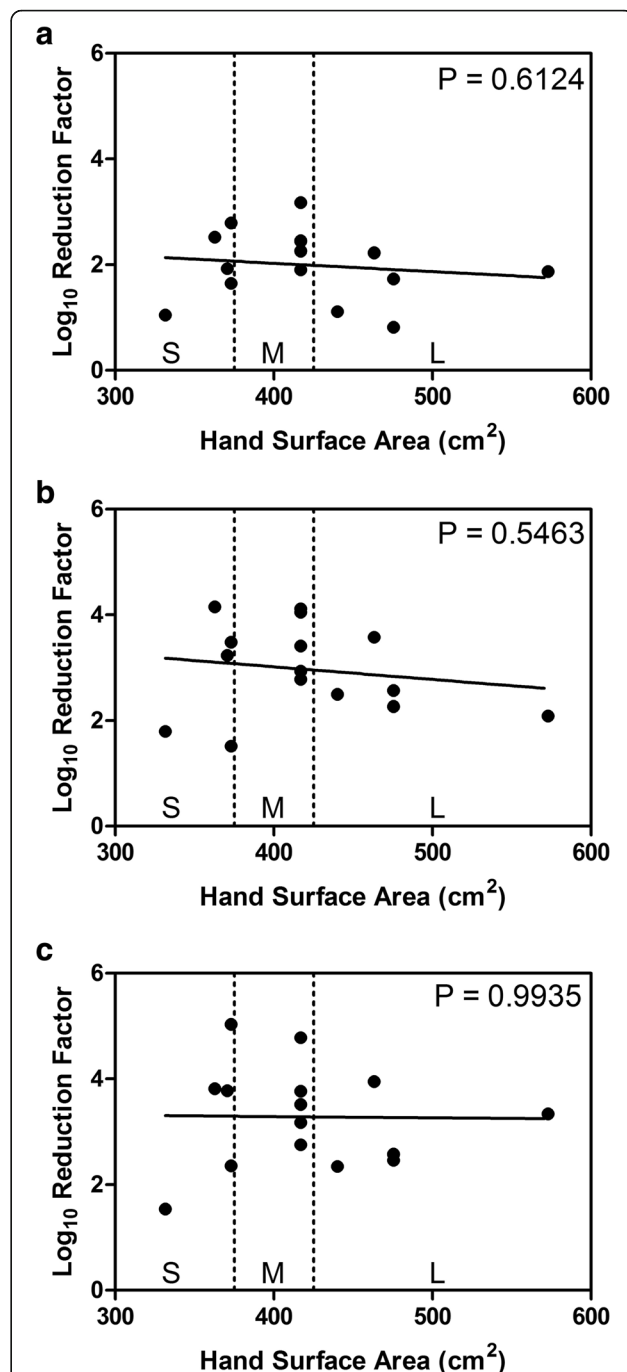 a
P = 0.6124
Log10 Reduction Factor
6
4
2
0
S M L
300 400 500 600
Hand Surface Area (cm²)
b
P = 0.5463
Log10 Reduction Factor
6
4
2
0
S M L
300 400 500 600
Hand Surface Area (cm²)
c
P = 0.9935
Log10 Reduction Factor
6
4
2
0
S M L
300 400 500 600
Hand Surface Area (cm²)